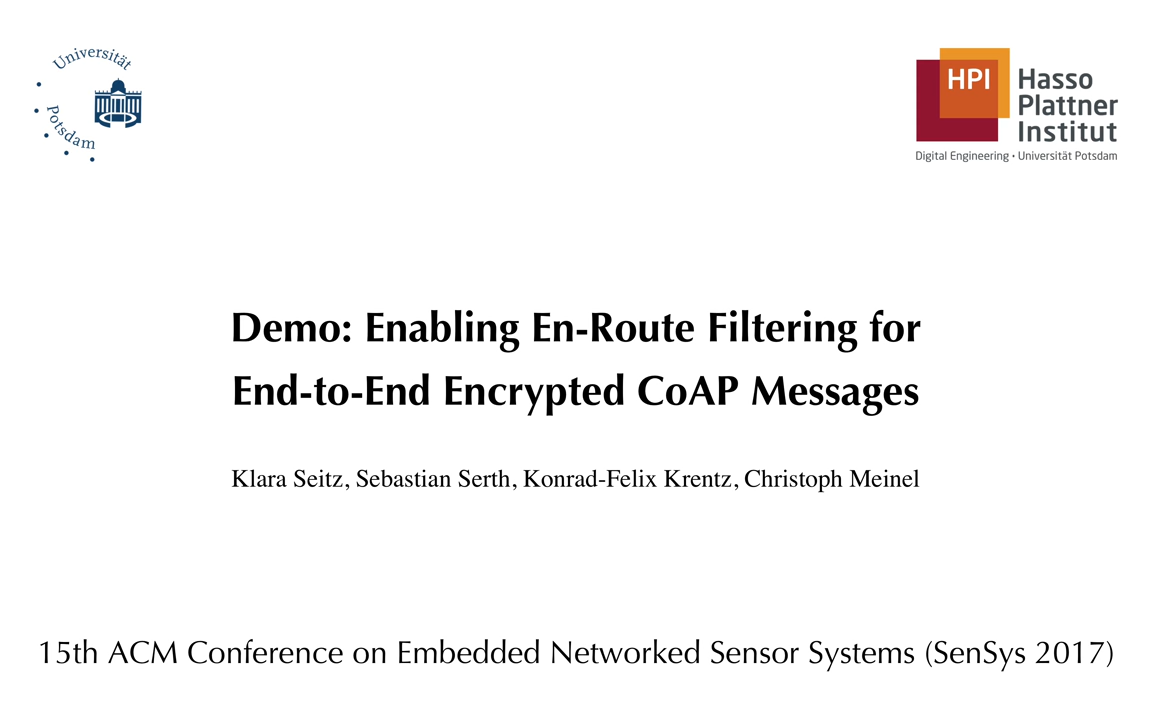 Universität
Potsdam
HPI
Hasso
Plattner
Institut
Digital Engineering • Universität Potsdam
Demo: Enabling En-Route Filtering for
End-to-End Encrypted CoAP Messages
Klara Seitz, Sebastian Serth, Konrad-Felix Krentz, Christoph Meinel
15th ACM Conference on Embedded Networked Sensor Systems (SenSys 2017)